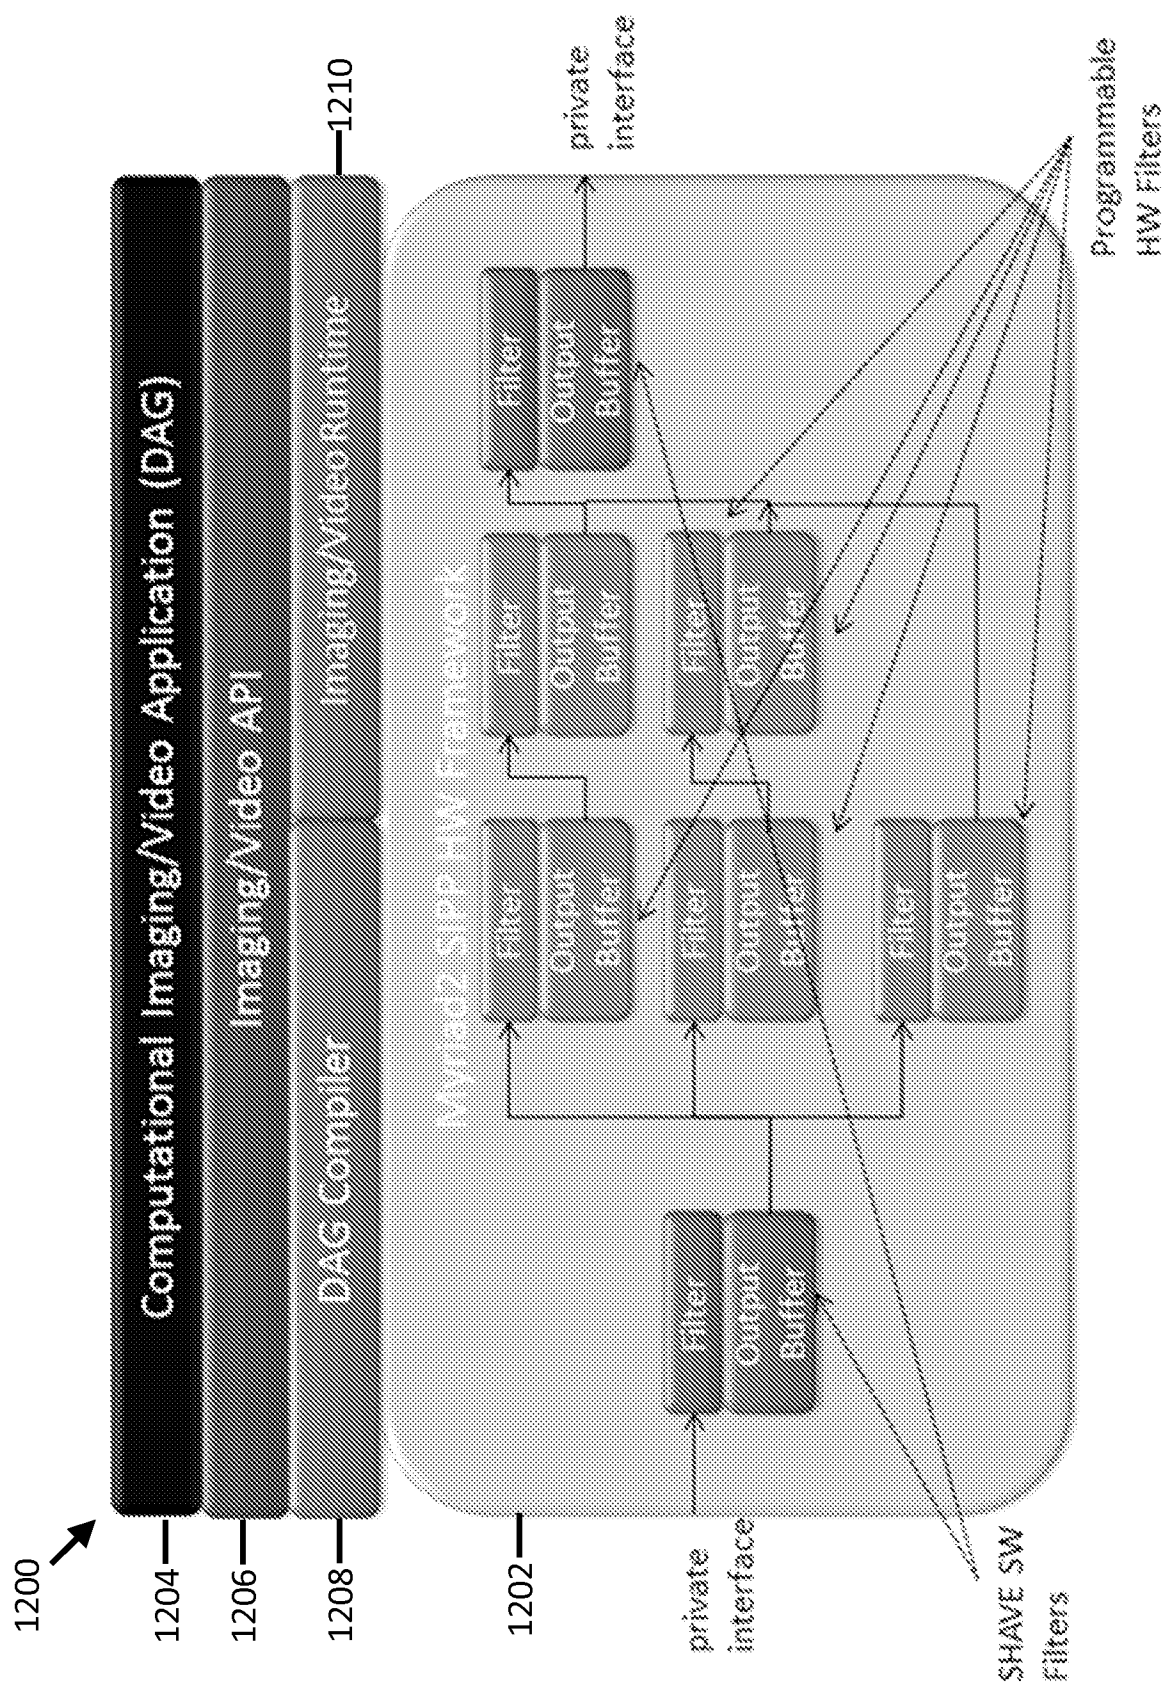 1200
1204
Computational Imaging/Video Application (DAG)
1206
Imaging/Video API
1208
DAG Compiler
Imaging/Video Runtime
1210
1202
Myriad2 SIPP HW Framework
private
interface
Filter
Output
Buffer
Filter
Output
Buffer
Filter
Output
Buffer
Filter
Output
Buffer
Filter
Output
Buffer
Filter
Output
Buffer
Filter
Output
Buffer
private
interface
SHAVE SW
Filters
Programmable
HW Filters